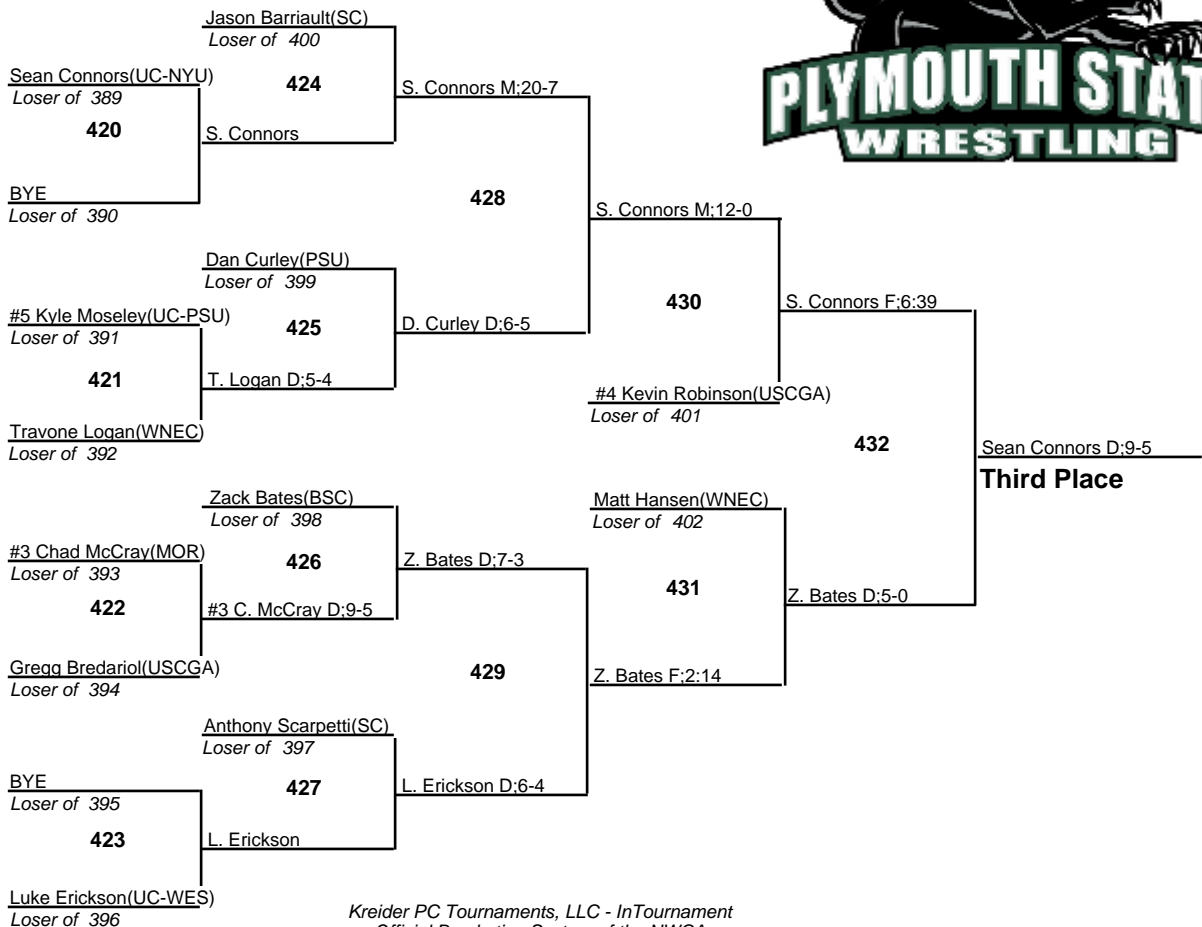 Jason Barriault(SC)
Loser of 400
Sean Connors(UC-NYU)
Loser of 389
424
S. Connors M;20-7
420
S. Connors
BYE
Loser of 390
428
S. Connors M;12-0
Dan Curley(PSU)
Loser of 399
#5 Kyle Moseley(UC-PSU)
Loser of 391
425
D. Curley D;6-5
430
S. Connors F;6:39
421
T. Logan D;5-4
#4 Kevin Robinson(USCGA)
Loser of 401
Travone Logan(WNEC)
Loser of 392
432
Sean Connors D;9-5
Third Place
Zack Bates(BSC)
Loser of 398
Matt Hansen(WNEC)
Loser of 402
#3 Chad McCray(MOR)
Loser of 393
426
Z. Bates D;7-3
431
Z. Bates D;5-0
422
#3 C. McCray D;9-5
Gregg Bredariol(USCGA)
Loser of 394
429
Z. Bates F;2:14
Anthony Scarpetti(SC)
Loser of 397
BYE
Loser of 395
427
L. Erickson D;6-4
423
L. Erickson
Luke Erickson(UC-WES)
Loser of 396
Kreider PC Tournaments, LLC - InTournament
PLYMOUTH STAT
WRESTLING